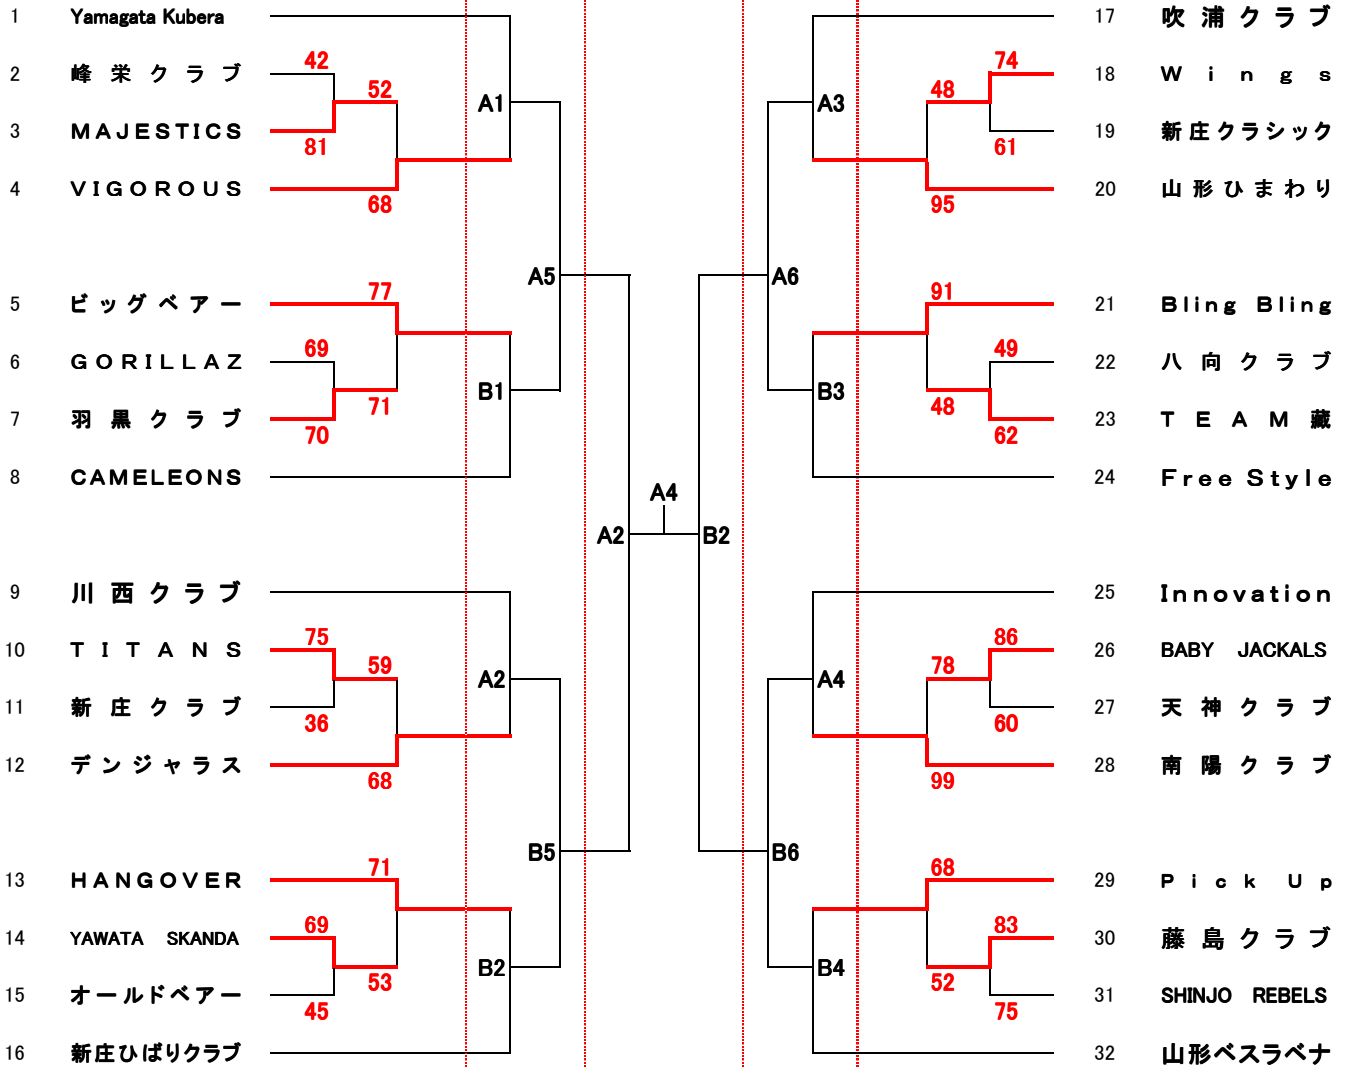 1 Yamagata Kubera
2 峰栄クラブ
3 MAJESTICS
4 VIGOROUS
5 ビッグベアー
6 GORILLAZ
7 羽黒クラブ
8 CAMELEONS
9 川西クラブ
10 TITANS
11 新庄クラブ
12 デンジャラス
13 HANGOVER
14 YAWATA SKANDA
15 オールドベアー
16 新庄ひばりクラブ
42
52
81
68
77
69
71
70
75
59
36
68
71
69
53
45
A1
A5
B1
A2
B5
B2
A2
A4
B2
A3
A6
B3
A4
B6
B4
74
48
61
95
91
49
48
62
86
78
60
99
68
83
52
75
17 吹浦クラブ
18 Wings
19 新庄クラシック
20 山形ひまわり
21 Bling Bling
22 八向クラブ
23 TEAM藏
24 Free Style
25 Innovation
26 BABY JACKALS
27 天神クラブ
28 南陽クラブ
29 Pick Up
30 藤島クラブ
31 SHINJO REBELS
32 山形ベスラベナ